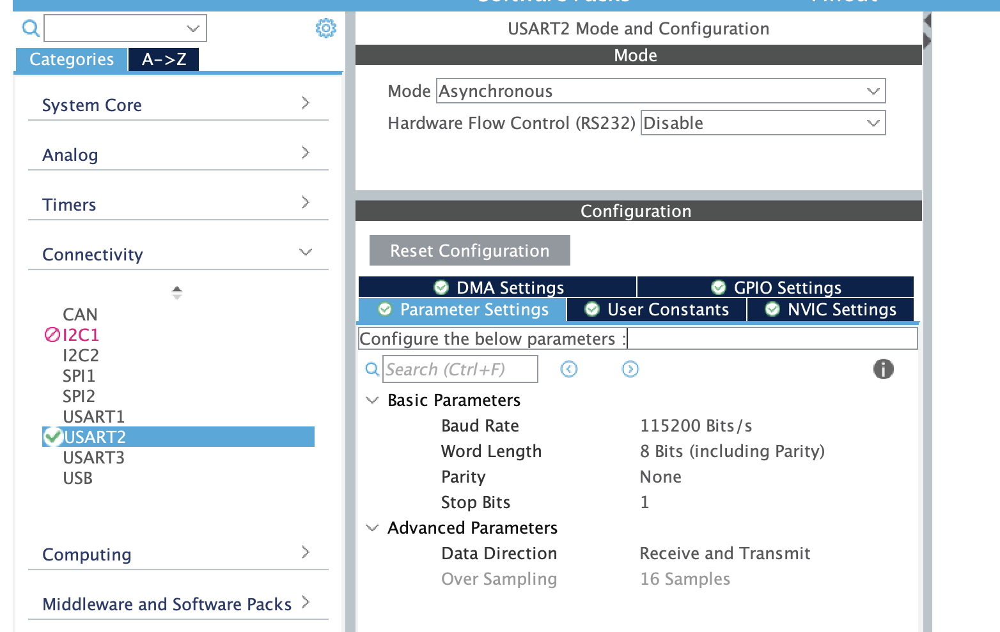 Software Packs
Pinout
Categories
A->Z
System Core
Analog
Timers
Connectivity
CAN
I2C1
I2C2
SPI1
SPI2
USART1
USART2
USART3
USB
Computing
Middleware and Software Packs
USART2 Mode and Configuration
Mode
Mode Asynchronous
Hardware Flow Control (RS232) Disable
Configuration
Reset Configuration
DMA Settings
GPIO Settings
Parameter Settings
User Constants
NVIC Settings
Configure the below parameters :
Search (Ctrl+F)
Basic Parameters
Baud Rate 115200 Bits/s
Word Length 8 Bits (including Parity)
Parity None
Stop Bits 1
Advanced Parameters
Data Direction Receive and Transmit
Over Sampling 16 Samples